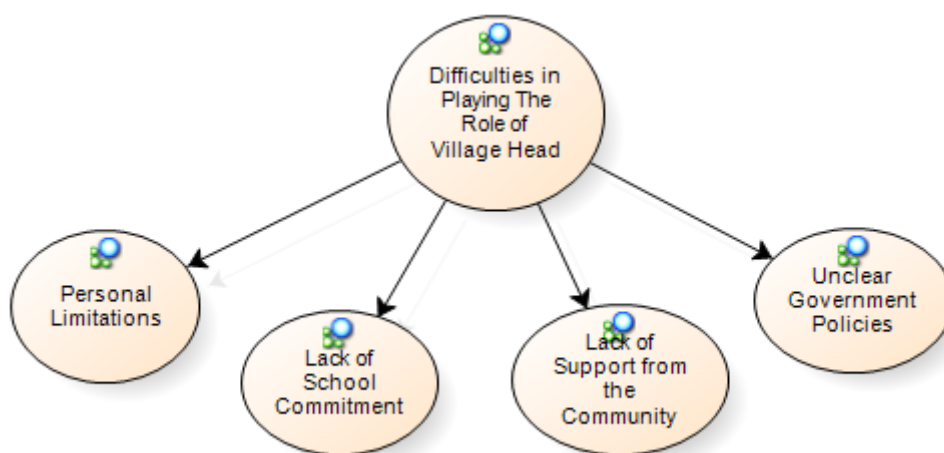 Difficulties in
Playing The
Role of
Village Head
Personal
Limitations
Lack of
School
Commitment
Lack of
Support from
the
Community
Unclear
Government
Policies